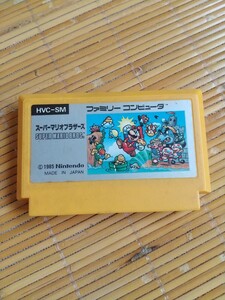 HVC-SM
ファミリーコンピュータ
スーパーマリオブラザーズ
SUPER MARIO BROS.
© 1985 Nintendo
MADE IN JAPAN